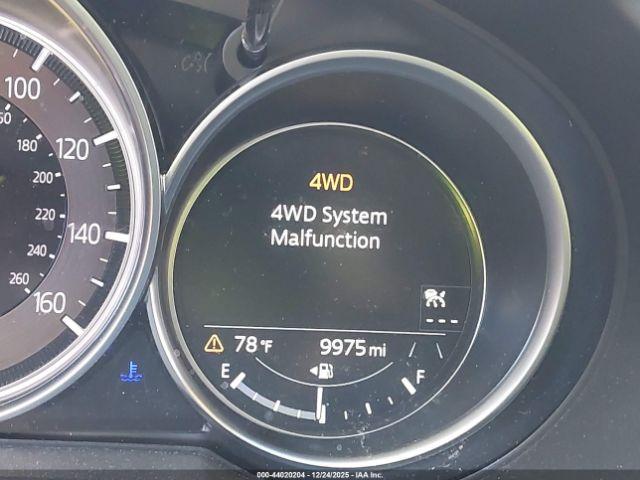 100
120
140
160
180
200
220
240
260
4WD
4WD System
Malfunction
---
78°F
9975 mi
E
F
000-44020204 - 12/24/2025 - IAA Inc.